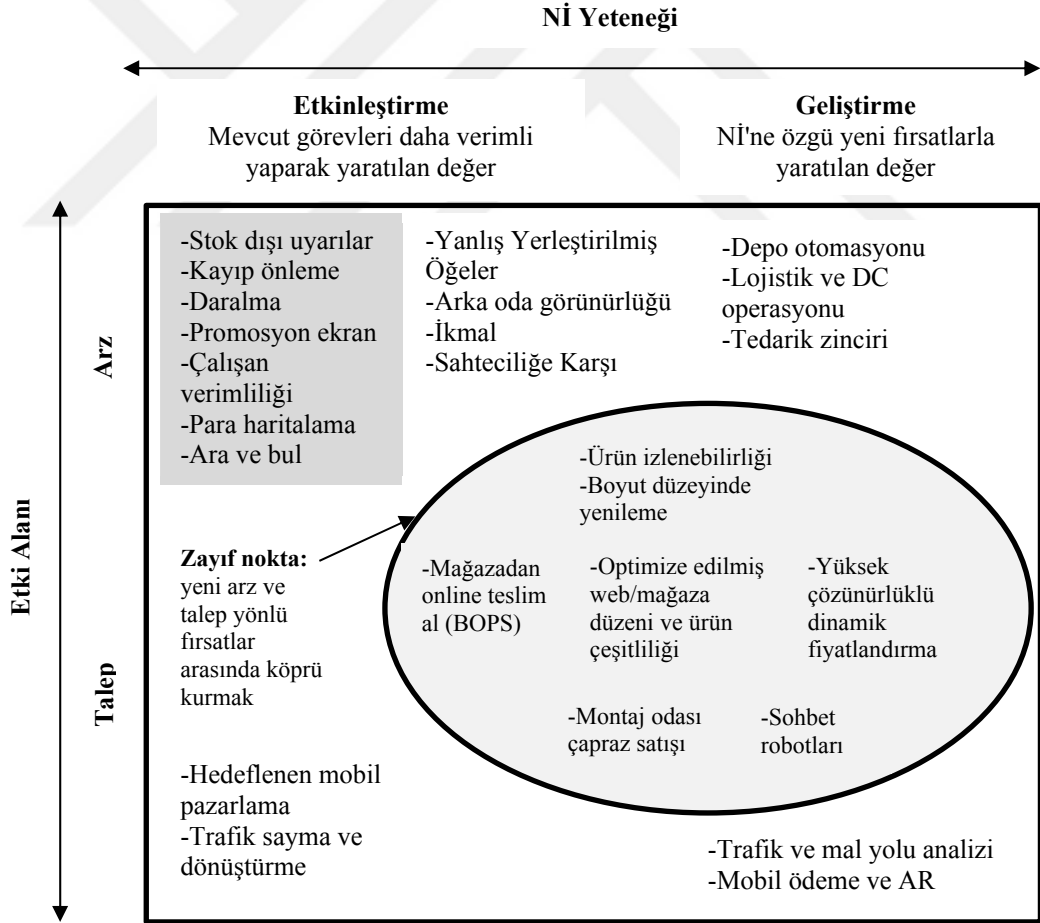 Nİ Yeteneği
Etkinleştirme
Mevcut görevleri daha verimli
yaparak yaratılan değer
Geliştirme
Nİ'ne özgü yeni fırsatlarla
yaratılan değer
Etki Alanı
Arz
Talep
-Stok dışı uyarılar
-Kayıp önleme
-Daralma
-Promosyon ekran
-Çalışan
verimliliği
-Para haritalama
-Ara ve bul
-Yanlış Yerleştirilmiş
Öğeler
-Arka oda görünürlüğü
-İkmal
-Sahteciliğe Karşı
-Depo otomasyonu
-Lojistik ve DC
operasyonu
-Tedarik zinciri
-Ürün izlenebilirliği
-Boyut düzeyinde
yenileme
Zayıf nokta:
yeni arz ve
talep yönlü
fırsatlar
arasında köprü
kurmak
-Mağazadan
online teslim
al (BOPS)
-Optimize edilmiş
web/mağaza
düzeni ve ürün
çeşitliliği
-Yüksek
çözünürlüklü
dinamik
fiyatlandırma
-Montaj odası
çapraz satışı
-Sohbet
robotları
-Hedeflenen mobil
pazarlama
-Trafik sayma ve
dönüştürme
-Trafik ve mal yolu analizi
-Mobil ödeme ve AR